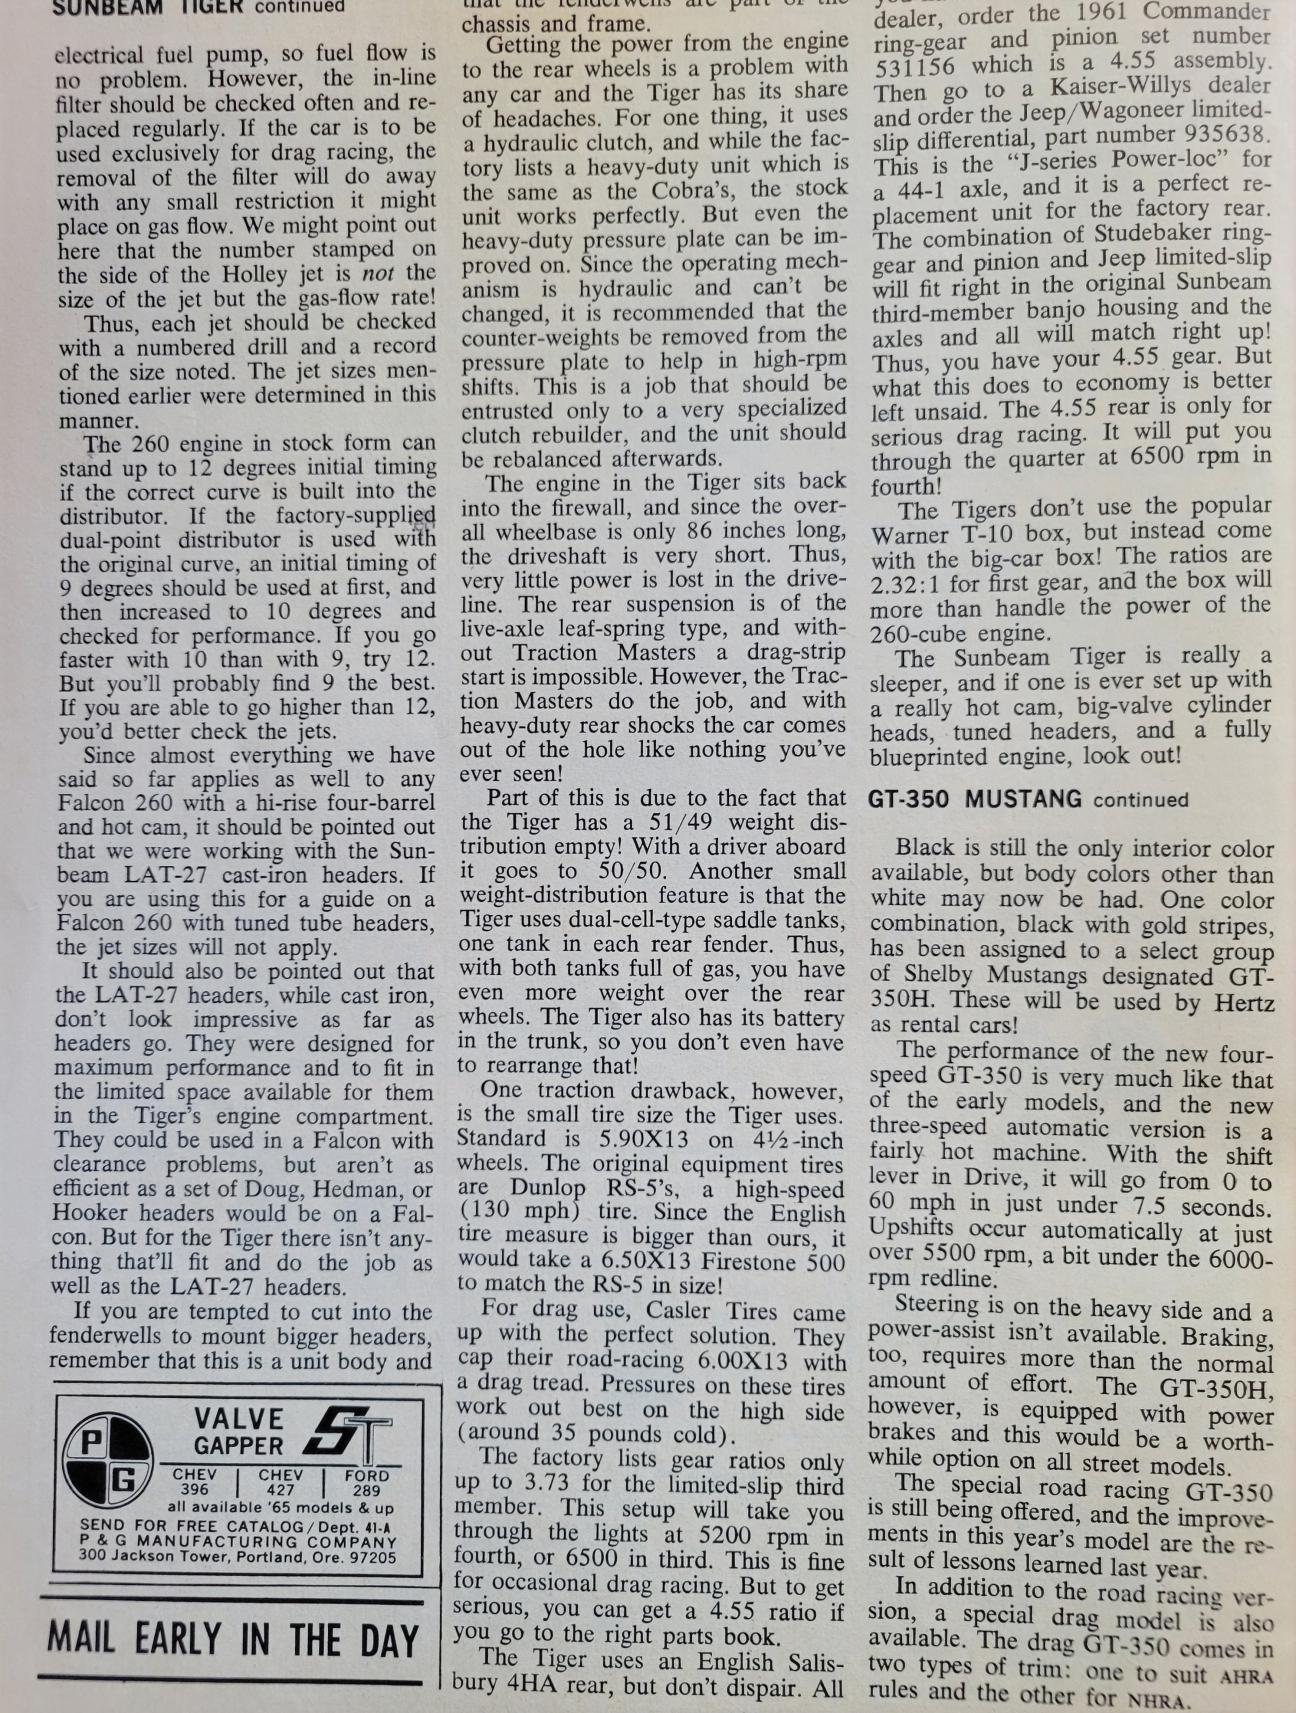 SUNBEAM TIGER continued
electrical fuel pump, so fuel flow is
no problem. However, the in-line
filter should be checked often and re-
placed regularly. If the car is to be
used exclusively for drag racing, the
removal of the filter will do away
with any small restriction it might
place on gas flow. We might point out
here that the number stamped on
the side of the Holley jet is not the
size of the jet but the gas-flow rate!
Thus, each jet should be checked
with a numbered drill and a record
of the size noted. The jet sizes men-
tioned earlier were determined in this
manner.
The 260 engine in stock form can
stand up to 12 degrees initial timing
if the correct curve is built into the
distributor. If the factory-supplied
dual-point distributor is used with
the original curve, an initial timing of
9 degrees should be used at first, and
then increased to 10 degrees and
checked for performance. If you go
faster with 10 than with 9, try 12.
But you'll probably find 9 the best.
If you are able to go higher than 12,
you'd better check the jets.
Since almost everything we have
said so far applies as well to any
Falcon 260 with a hi-rise four-barrel
and hot cam, it should be pointed out
that we were working with the Sun-
beam LAT-27 cast-iron headers. If
you are using this for a guide on a
Falcon 260 with tuned tube headers,
the jet sizes will not apply.
It should also be pointed out that
the LAT-27 headers, while cast iron,
don't look impressive as far as
headers go. They were designed for
maximum performance and to fit in
the limited space available for them
in the Tiger's engine compartment.
They could be used in a Falcon with
clearance problems, but aren't as
efficient as a set of Doug, Hedman, or
Hooker headers would be on a Fal-
con. But for the Tiger there isn't any-
thing that'll fit and do the job as
well as the LAT-27 headers.
If you are tempted to cut into the
fenderwells to mount bigger headers,
remember that this is a unit body and
P G
VALVE
GAPPER
ST
CHEV 396 | CHEV 427 | FORD 289
all available '65 models & up
SEND FOR FREE CATALOG/Dept. 41-A
P & G MANUFACTURING COMPANY
300 Jackson Tower, Portland, Ore. 97205
MAIL EARLY IN THE DAY
that the fenderwells are part of the
chassis and frame.
Getting the power from the engine
to the rear wheels is a problem with
any car and the Tiger has its share
of headaches. For one thing, it uses
a hydraulic clutch, and while the fac-
tory lists a heavy-duty unit which is
the same as the Cobra's, the stock
unit works perfectly. But even the
heavy-duty pressure plate can be im-
proved on. Since the operating mech-
anism is hydraulic and can't be
changed, it is recommended that the
counter-weights be removed from the
pressure plate to help in high-rpm
shifts. This is a job that should be
entrusted only to a very specialized
clutch rebuilder, and the unit should
be rebalanced afterwards.
The engine in the Tiger sits back
into the firewall, and since the over-
all wheelbase is only 86 inches long,
the driveshaft is very short. Thus,
very little power is lost in the drive-
line. The rear suspension is of the
live-axle leaf-spring type, and with-
out Traction Masters a drag-strip
start is impossible. However, the Trac-
tion Masters do the job, and with
heavy-duty rear shocks the car comes
out of the hole like nothing you've
ever seen!
Part of this is due to the fact that
the Tiger has a 51/49 weight dis-
tribution empty! With a driver aboard
it goes to 50/50. Another small
weight-distribution feature is that the
Tiger uses dual-cell-type saddle tanks,
one tank in each rear fender. Thus,
with both tanks full of gas, you have
even more weight over the rear
wheels. The Tiger also has its battery
in the trunk, so you don't even have
to rearrange that!
One traction drawback, however,
is the small tire size the Tiger uses.
Standard is 5.90X13 on 4½-inch
wheels. The original equipment tires
are Dunlop RS-5's, a high-speed
(130 mph) tire. Since the English
tire measure is bigger than ours, it
would take a 6.50X13 Firestone 500
to match the RS-5 in size!
For drag use, Casler Tires came
up with the perfect solution. They
cap their road-racing 6.00X13 with
a drag tread. Pressures on these tires
work out best on the high side
(around 35 pounds cold).
The factory lists gear ratios only
up to 3.73 for the limited-slip third
member. This setup will take you
through the lights at 5200 rpm in
fourth, or 6500 in third. This is fine
for occasional drag racing. But to get
serious, you can get a 4.55 ratio if
you go to the right parts book.
The Tiger uses an English Salis-
bury 4HA rear, but don't despair. All
dealer, order the 1961 Commander
ring-gear and pinion set number
531156 which is a 4.55 assembly.
Then go to a Kaiser-Willys dealer
and order the Jeep/Wagoneer limited-
slip differential, part number 935638.
This is the "J-series Power-loc" for
a 44-1 axle, and it is a perfect re-
placement unit for the factory rear.
The combination of Studebaker ring-
gear and pinion and Jeep limited-slip
will fit right in the original Sunbeam
third-member banjo housing and the
axles and all will match right up!
Thus, you have your 4.55 gear. But
what this does to economy is better
left unsaid. The 4.55 rear is only for
serious drag racing. It will put you
through the quarter at 6500 rpm in
fourth!
The Tigers don't use the popular
Warner T-10 box, but instead come
with the big-car box! The ratios are
2.32:1 for first gear, and the box will
more than handle the power of the
260-cube engine.
The Sunbeam Tiger is really a
sleeper, and if one is ever set up with
a really hot cam, big-valve cylinder
heads, tuned headers, and a fully
blueprinted engine, look out!
GT-350 MUSTANG continued
Black is still the only interior color
available, but body colors other than
white may now be had. One color
combination, black with gold stripes,
has been assigned to a select group
of Shelby Mustangs designated GT-
350H. These will be used by Hertz
as rental cars!
The performance of the new four-
speed GT-350 is very much like that
of the early models, and the new
three-speed automatic version is a
fairly hot machine. With the shift
lever in Drive, it will go from 0 to
60 mph in just under 7.5 seconds.
Upshifts occur automatically at just
over 5500 rpm, a bit under the 6000-
rpm redline.
Steering is on the heavy side and a
power-assist isn't available. Braking,
too, requires more than the normal
amount of effort. The GT-350H,
however, is equipped with power
brakes and this would be a worth-
while option on all street models.
The special road racing GT-350
is still being offered, and the improve-
ments in this year's model are the re-
sult of lessons learned last year.
In addition to the road racing ver-
sion, a special drag model is also
available. The drag GT-350 comes in
two types of trim: one to suit AHRA
rules and the other for NHRA.